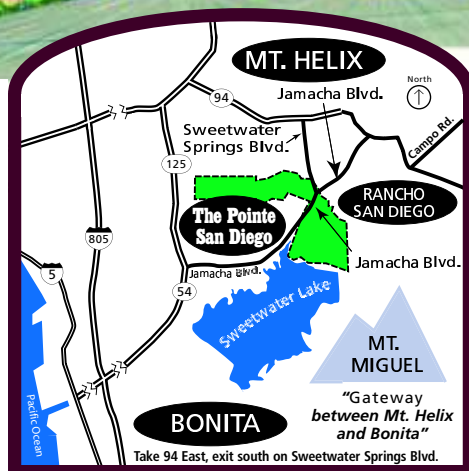 MT. HELIX
North
Jamacha Blvd.
94
Sweetwater
Springs Blvd.
Campo Rd.
125
The Pointe
San Diego
RANCHO
SAN DIEGO
805
5
Jamacha Blvd.
Jamacha Blvd.
54
Sweetwater Lake
MT.
MIGUEL
Pacific Ocean
"Gateway
between Mt. Helix
and Bonita"
BONITA
Take 94 East, exit south on Sweetwater Springs Blvd.